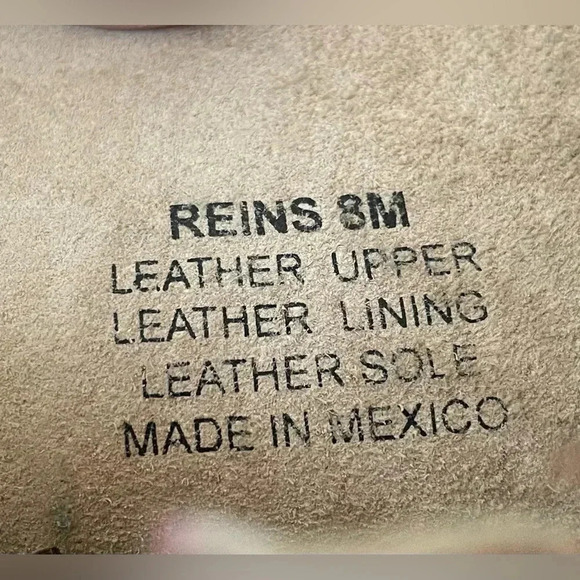 REINS 8M
LEATHER UPPER
LEATHER LINING
LEATHER SOLE
MADE IN MEXICO